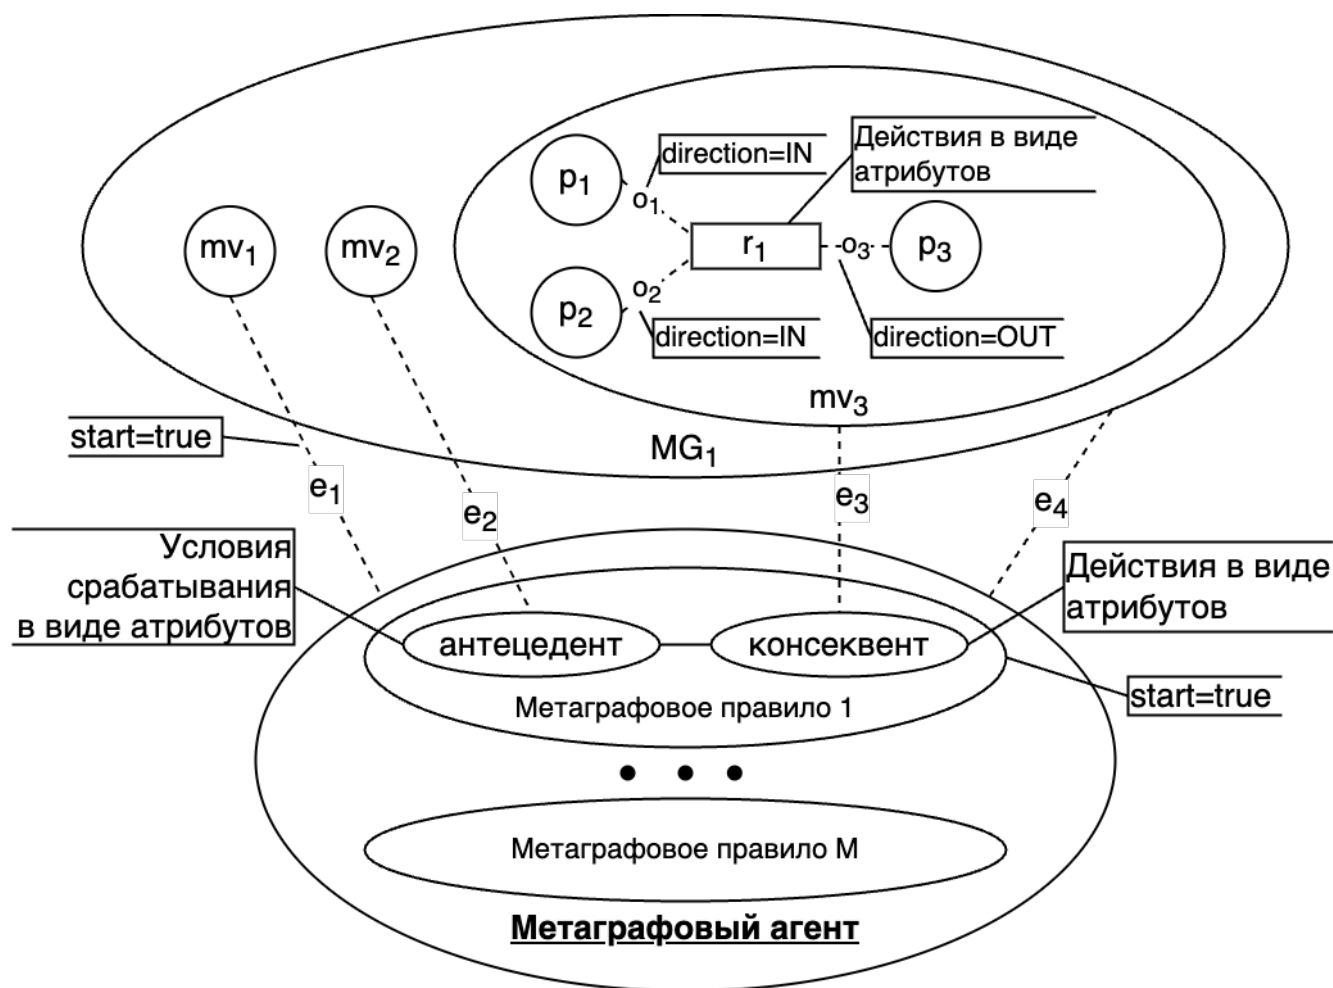 direction=IN
Действия в виде
атрибутов
p1
o1
mv1
mv2
r1
o3
p3
o2
p2
direction=IN
direction=OUT
mv3
start=true
MG1
e1
e2
e3
e4
Условия
срабатывания
в виде атрибутов
Действия в виде
атрибутов
антецедент
консеквент
start=true
Метаграфовое правило 1
Метаграфовое правило M
Метаграфовый агент